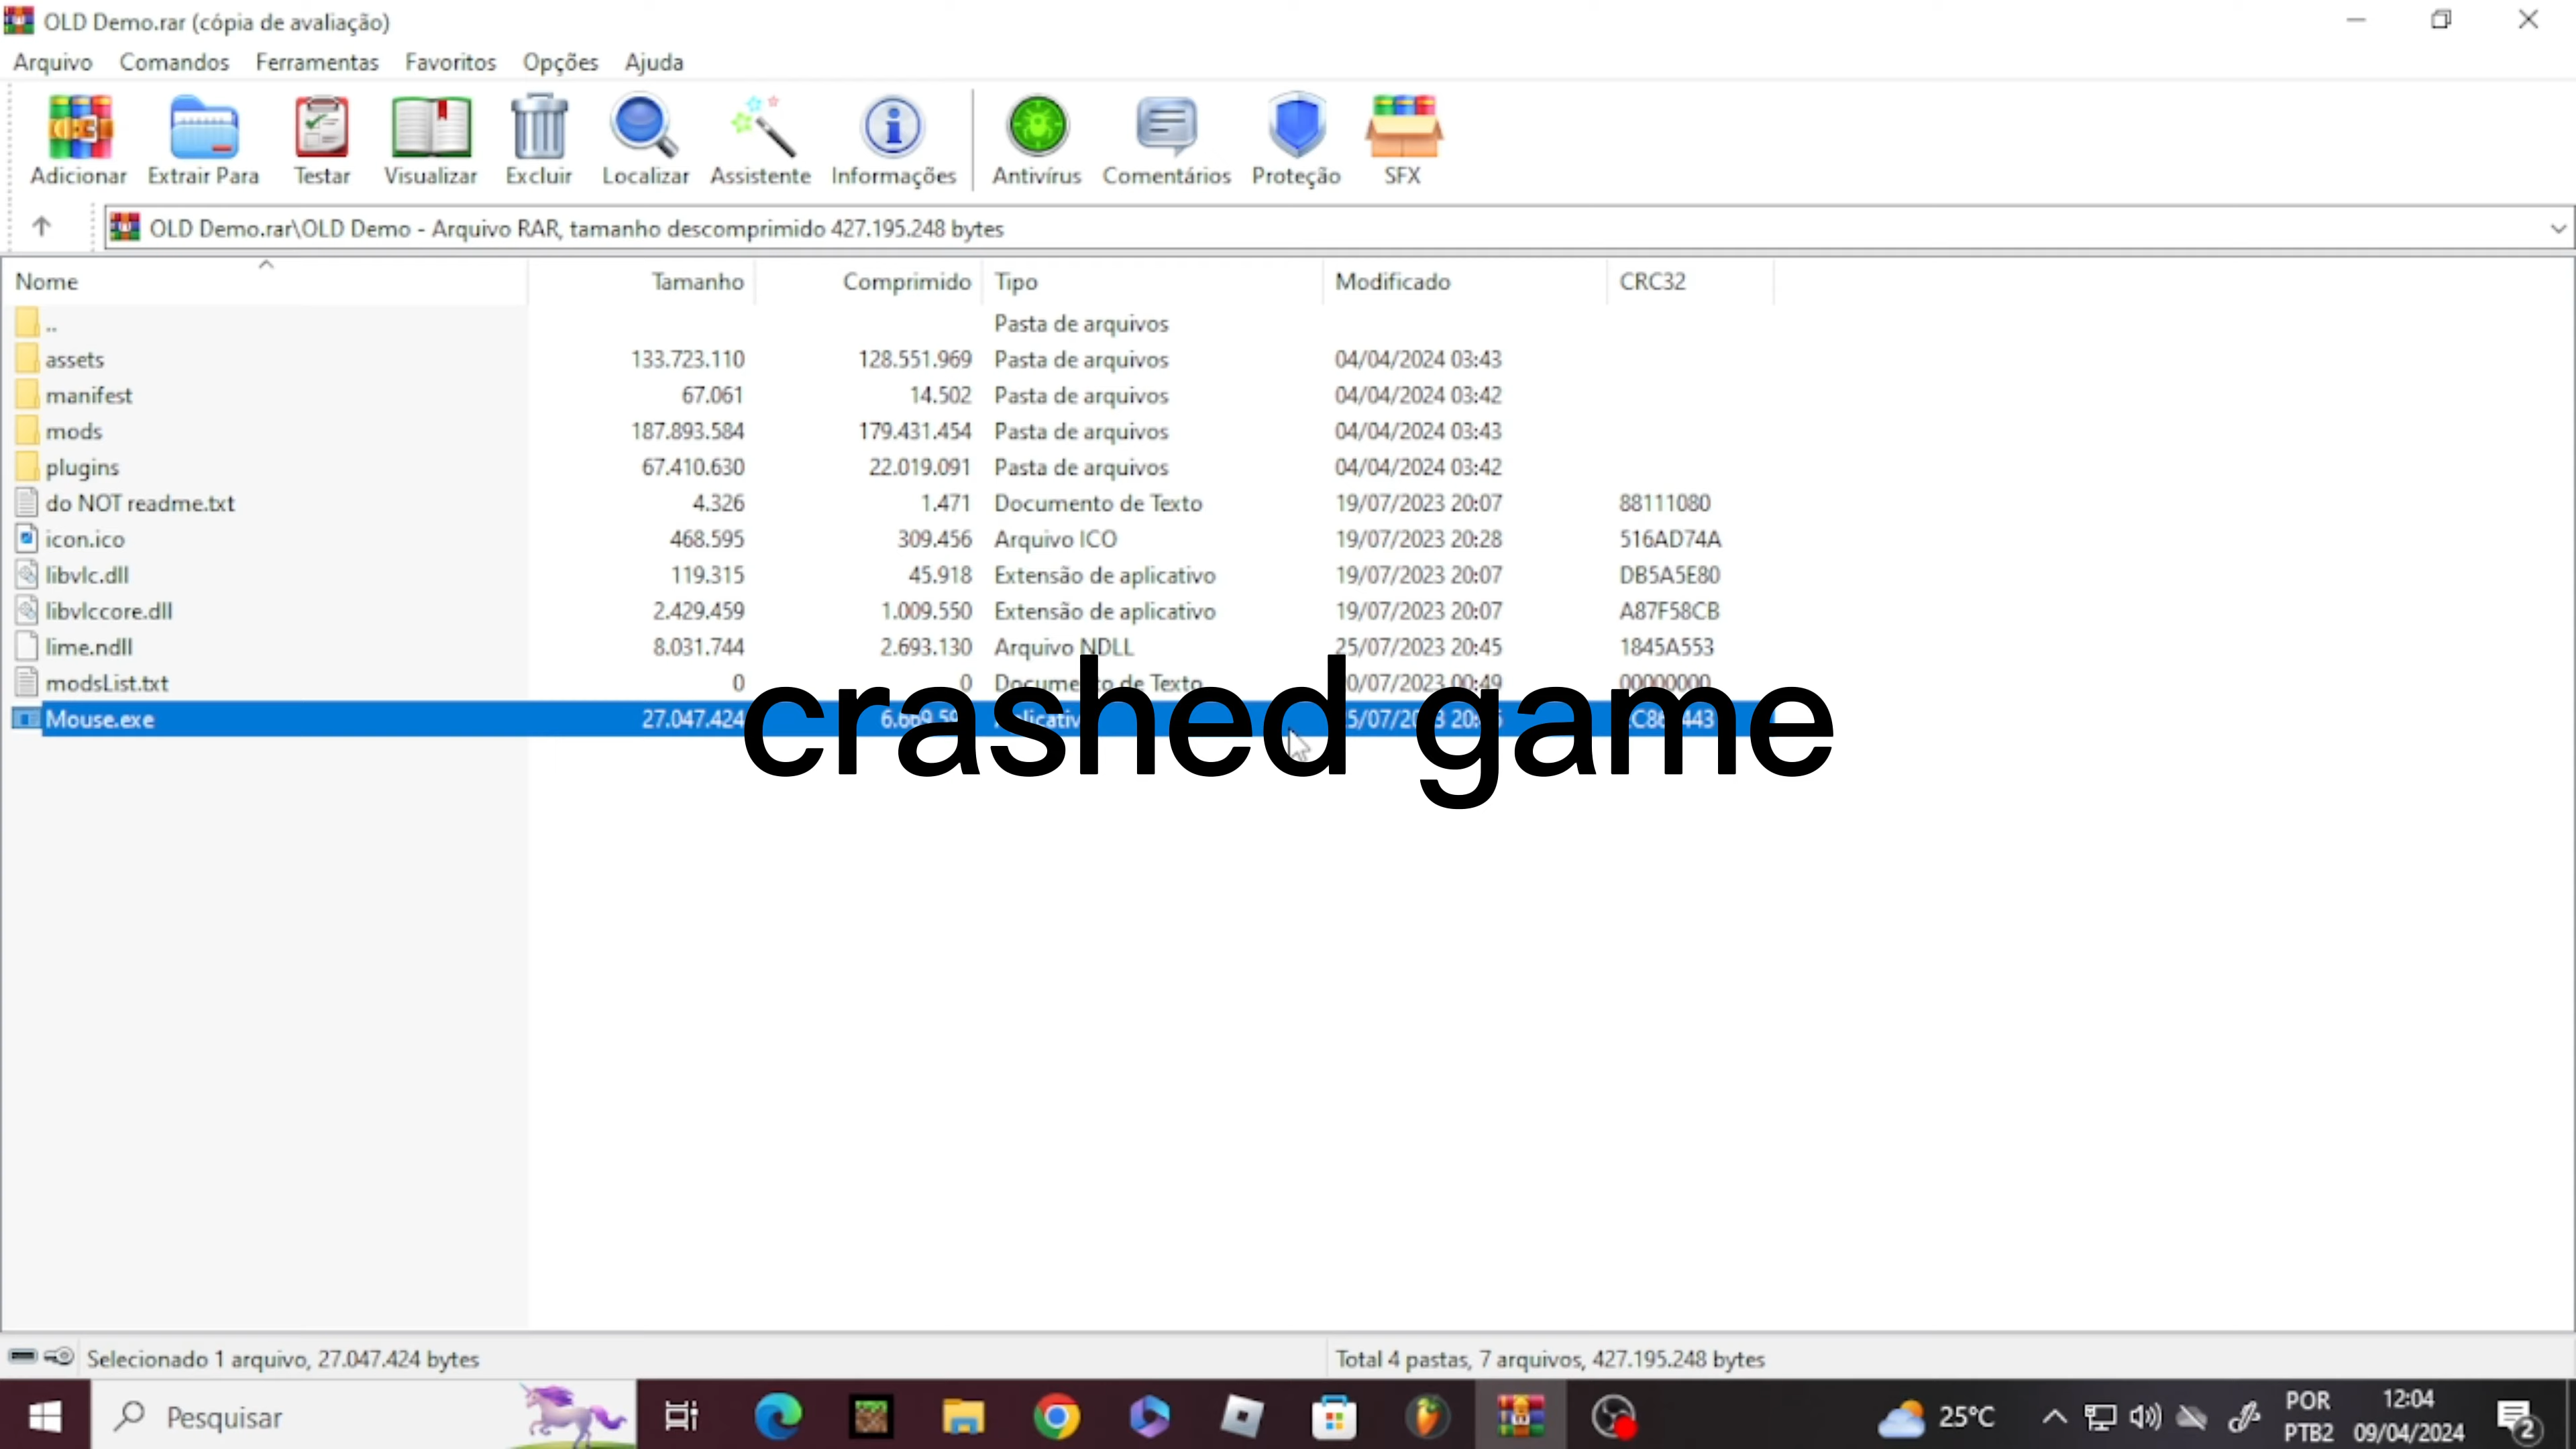 OLD Demo.rar (cópia de avaliação)
Arquivo Comandos Ferramentas Favoritos Opções Ajuda
Adicionar Extrair Para Testar Visualizar Excluir Localizar Assistente Informações Antivírus Comentários Proteção SFX
OLD Demo.rar\OLD Demo - Arquivo RAR, tamanho descomprimido 427.195.248 bytes
Nome Tamanho Comprimido Tipo Modificado CRC32
.. Pasta de arquivos
assets 133.723.110 128.551.969 Pasta de arquivos 04/04/2024 03:43
manifest 67.061 14.502 Pasta de arquivos 04/04/2024 03:42
mods 187.893.584 179.431.454 Pasta de arquivos 04/04/2024 03:43
plugins 67.410.630 22.019.091 Pasta de arquivos 04/04/2024 03:42
do NOT readme.txt 4.326 1.471 Documento de Texto 19/07/2023 20:07 88111080
icon.ico 468.595 309.456 Arquivo ICO 19/07/2023 20:28 516AD74A
libvlc.dll 119.315 45.918 Extensão de aplicativo 19/07/2023 20:07 DB5A5E80
libvlccore.dll 2.429.459 1.009.550 Extensão de aplicativo 19/07/2023 20:07 A87F58CB
lime.ndll 8.031.744 2.693.130 Arquivo NDLL 25/07/2023 20:45 1845A553
modsList.txt 0 0 Documento de Texto 00:49 00000000
Mouse.exe 27.047.424
crashed game
Selecionado 1 arquivo, 27.047.424 bytes Total 4 pastas, 7 arquivos, 427.195.248 bytes
Pesquisar 25°C POR 12:04
PTB2 09/04/2024 2